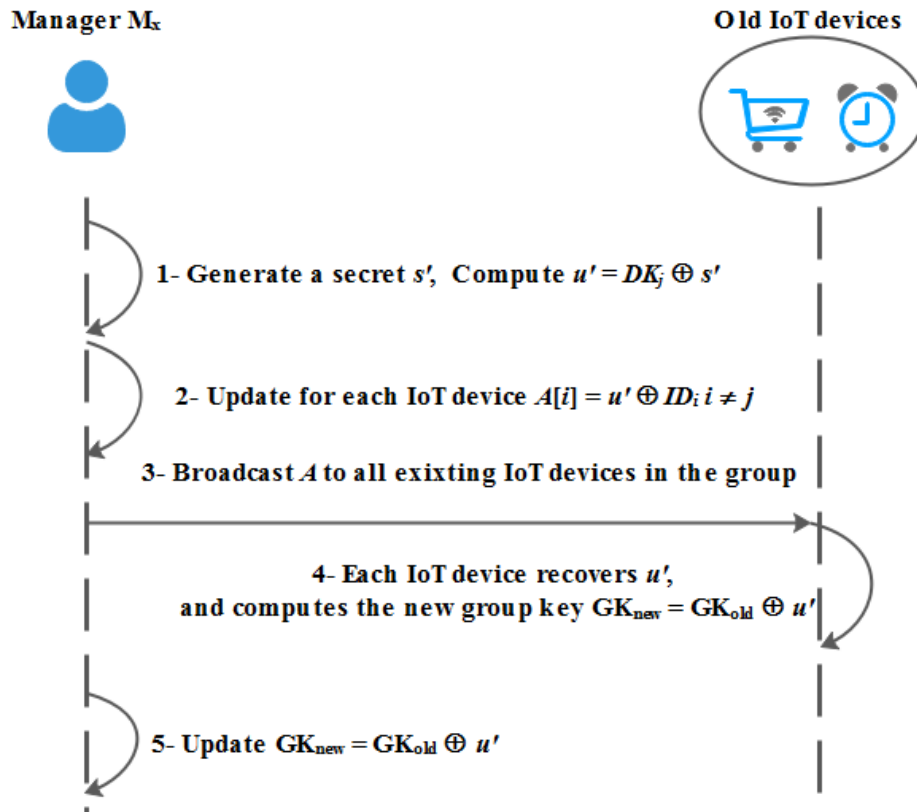 Manager Mₓ
Old IoT devices
1- Generate a secret s', Compute u' = DKⱼ ⊕ s'
2- Update for each IoT device A[i] = u' ⊕ IDᵢ i ≠ j
3- Broadcast A to all exixting IoT devices in the group
4- Each IoT device recovers u',
and computes the new group key GKnew = GKold ⊕ u'
5- Update GKnew = GKold ⊕ u'